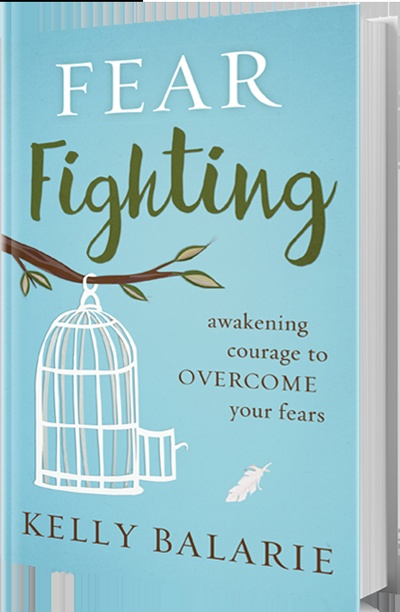 FEAR
Fighting
awakening
courage to
OVERCOME
your fears
KELLY BALARIE